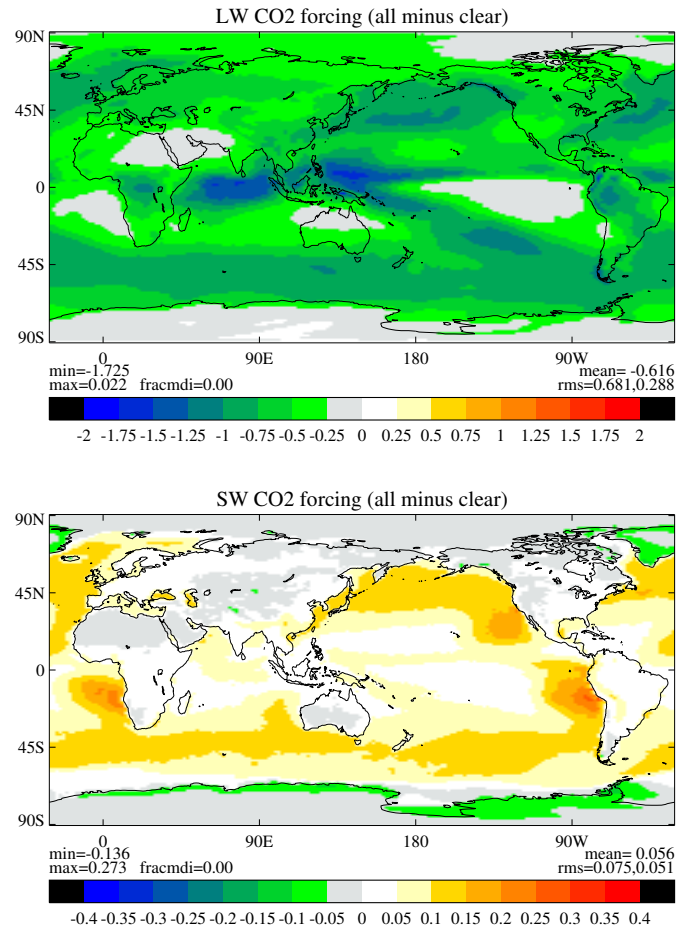 LW CO2 forcing (all minus clear)
90N
45N
0
45S
90S
0 90E 180 90W
min=-1.725 mean= -0.616
max=0.022 fracmdi=0.00 rms=0.681,0.288
-2 -1.75 -1.5 -1.25 -1 -0.75 -0.5 -0.25 0 0.25 0.5 0.75 1 1.25 1.5 1.75 2
SW CO2 forcing (all minus clear)
90N
45N
0
45S
90S
0 90E 180 90W
min=-0.136 mean= 0.056
max=0.273 fracmdi=0.00 rms=0.075,0.051
-0.4 -0.35 -0.3 -0.25 -0.2 -0.15 -0.1 -0.05 0 0.05 0.1 0.15 0.2 0.25 0.3 0.35 0.4